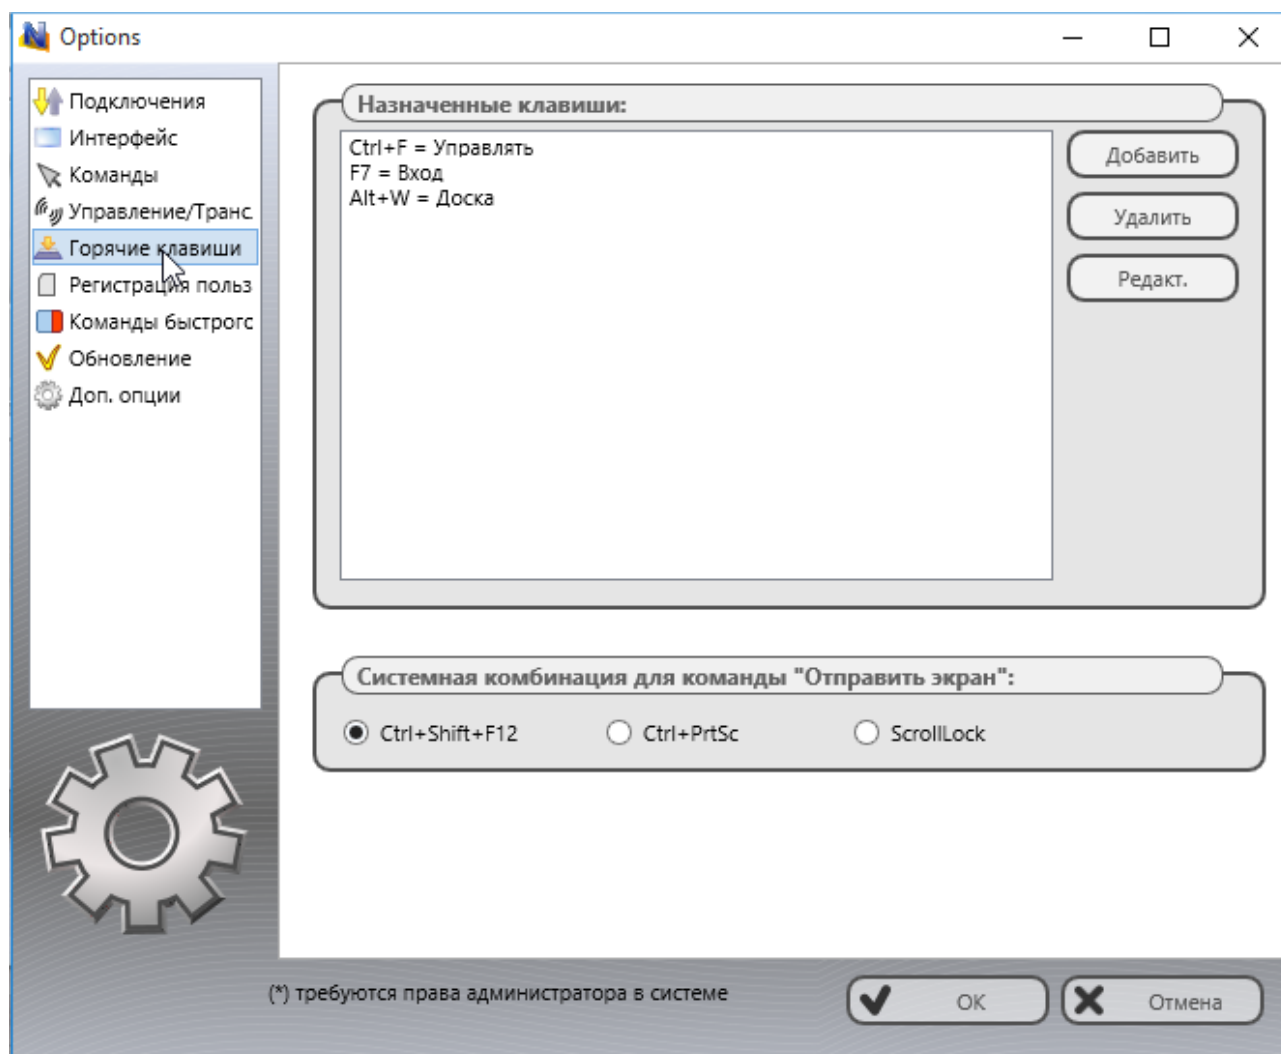 Options
Подключения
Интерфейс
Команды
Управление/Транс
Горячие клавиши
Регистрация польз
Команды быстрогс
Обновление
Доп. опции
Назначенные клавиши:
Ctrl+F = Управлять
F7 = Вход
Alt+W = Доска
Добавить
Удалить
Редакт.
Системная комбинация для команды "Отправить экран":
Ctrl+Shift+F12
Ctrl+PrtSc
ScrollLock
(*) требуются права администратора в системе
OK
Отмена